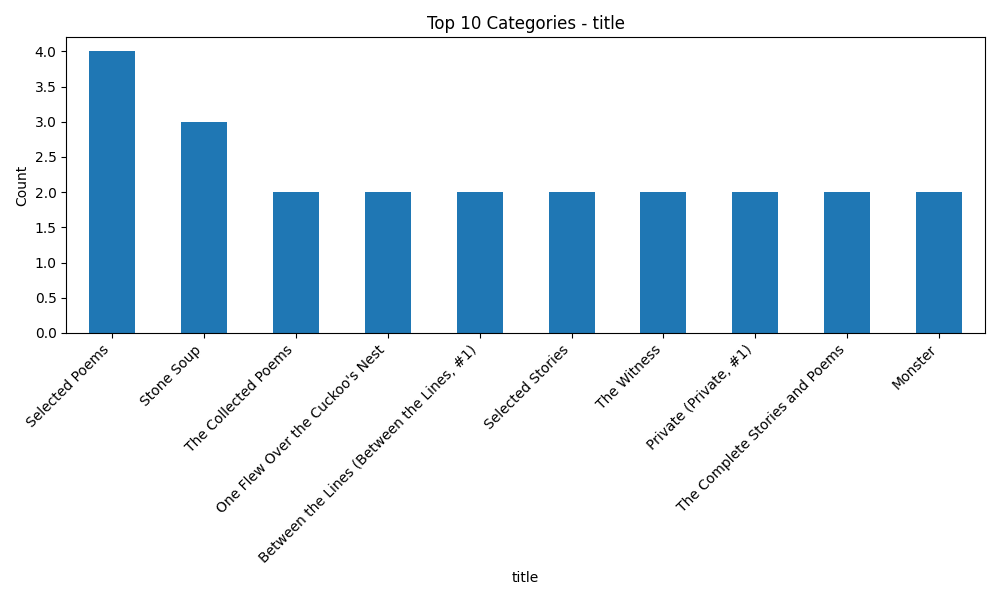 Top 10 Categories - title
Count
4.0
3.5
3.0
2.5
2.0
1.5
1.0
0.5
0.0
Selected Poems
Stone Soup
The Collected Poems
One Flew Over the Cuckoo's Nest
Between the Lines (Between the Lines, #1)
Selected Stories
The Witness
Private (Private, #1)
The Complete Stories and Poems
Monster
title